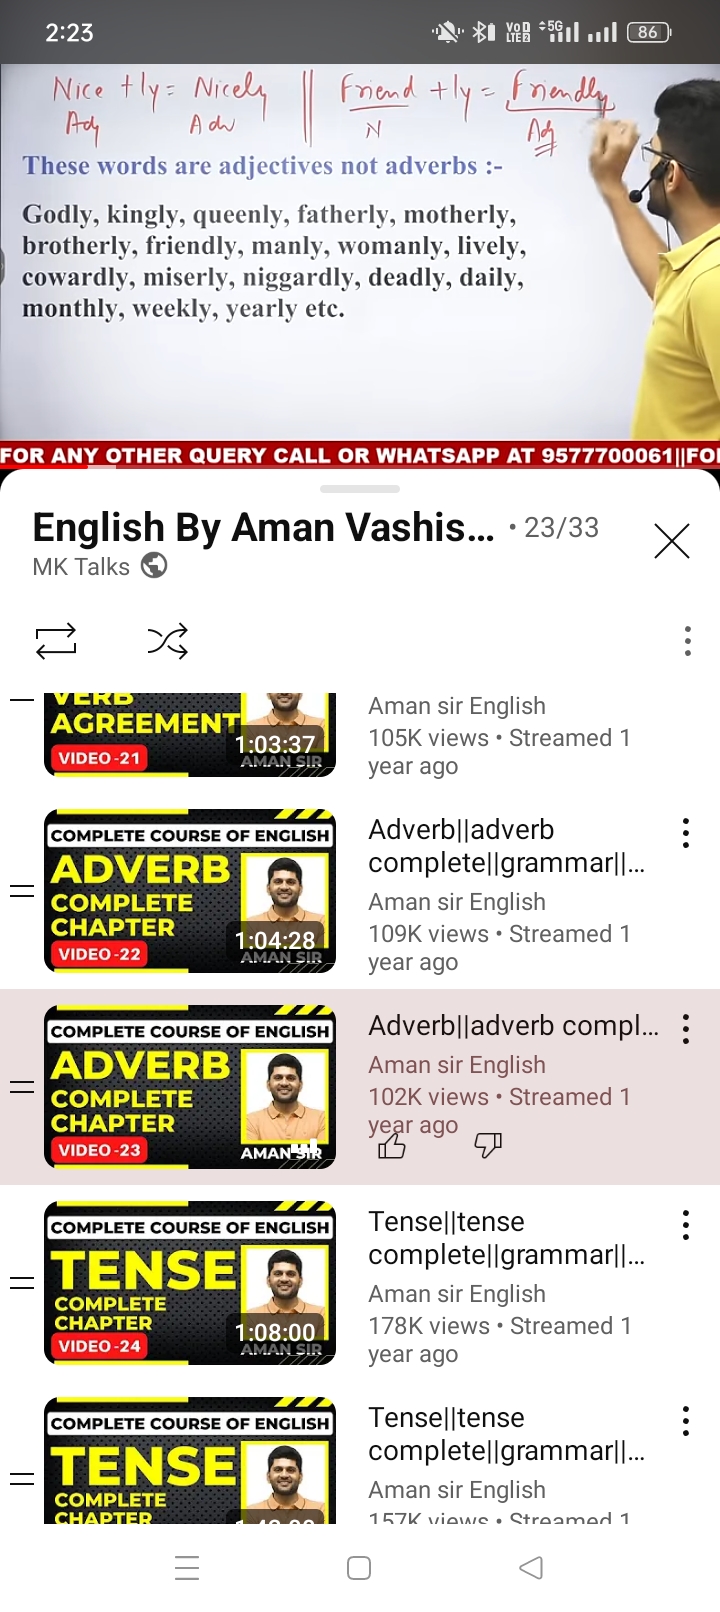 2:23
VoD LTE2 5G 86
Nice + ly = Nicely || Friend + ly = Friendly
Adj Adv N Adj
These words are adjectives not adverbs :-
Godly, kingly, queenly, fatherly, motherly,
brotherly, friendly, manly, womanly, lively,
cowardly, miserly, niggardly, deadly, daily,
monthly, weekly, yearly etc.
FOR ANY OTHER QUERY CALL OR WHATSAPP AT 9577700061||FO
English By Aman Vashis... • 23/33
MK Talks
VERB
AGREEMENT
VIDEO -21
1:03:37
AMAN SIR
Aman sir English
105K views • Streamed 1
year ago
COMPLETE COURSE OF ENGLISH
ADVERB
COMPLETE
CHAPTER
VIDEO -22
1:04:28
AMAN SIR
Adverb||adverb
complete||grammar||...
Aman sir English
109K views • Streamed 1
year ago
COMPLETE COURSE OF ENGLISH
ADVERB
COMPLETE
CHAPTER
VIDEO -23
AMAN SIR
Adverb||adverb compl...
Aman sir English
102K views • Streamed 1
year ago
COMPLETE COURSE OF ENGLISH
TENSE
COMPLETE
CHAPTER
VIDEO -24
1:08:00
AMAN SIR
Tense||tense
complete||grammar||...
Aman sir English
178K views • Streamed 1
year ago
COMPLETE COURSE OF ENGLISH
TENSE
COMPLETE
CHAPTER
Tense||tense
complete||grammar||...
Aman sir English
157K views • Streamed 1